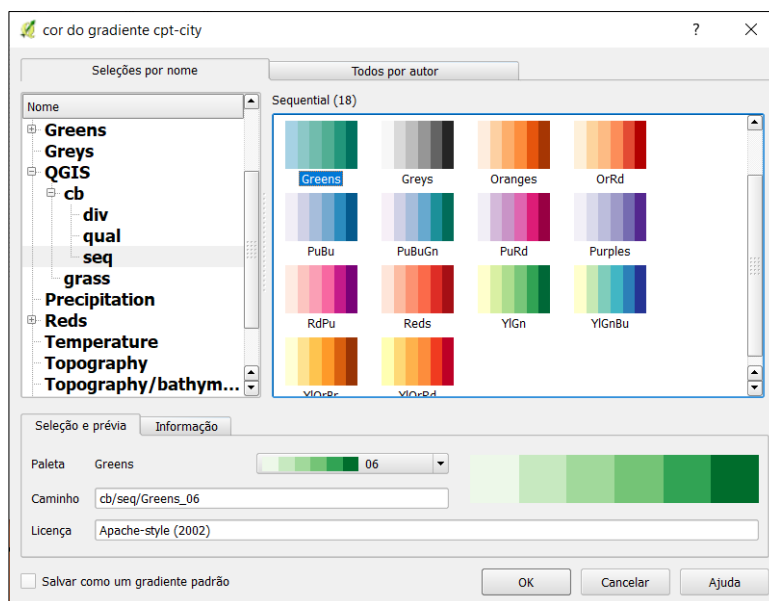 cor do gradiente cpt-city
?
Seleções por nome
Todos por autor
Nome
Greens
Greys
QGIS
cb
div
qual
seq
grass
Precipitation
Reds
Temperature
Topography
Topography/bathym...
Sequential (18)
Greens Greys Oranges OrRd
PuBu PuBuGn PuRd Purples
RdPu Reds YlGn YlGnBu
YlOrBr YlOrRd
Seleção e prévia
Informação
Paleta Greens 06
Caminho cb/seq/Greens_06
Licença Apache-style (2002)
Salvar como um gradiente padrão
OK Cancelar Ajuda